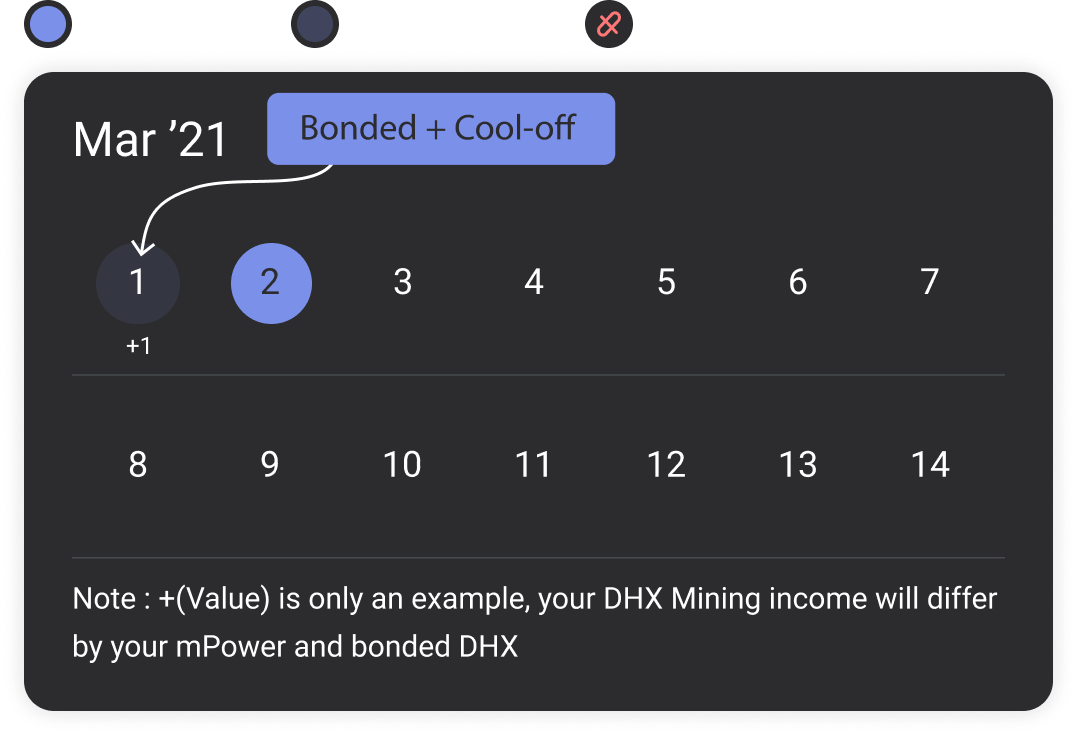 Mar ’21
Bonded + Cool-off
1 2 3 4 5 6 7
+1
8 9 10 11 12 13 14
Note : +(Value) is only an example, your DHX Mining income will differ
by your mPower and bonded DHX